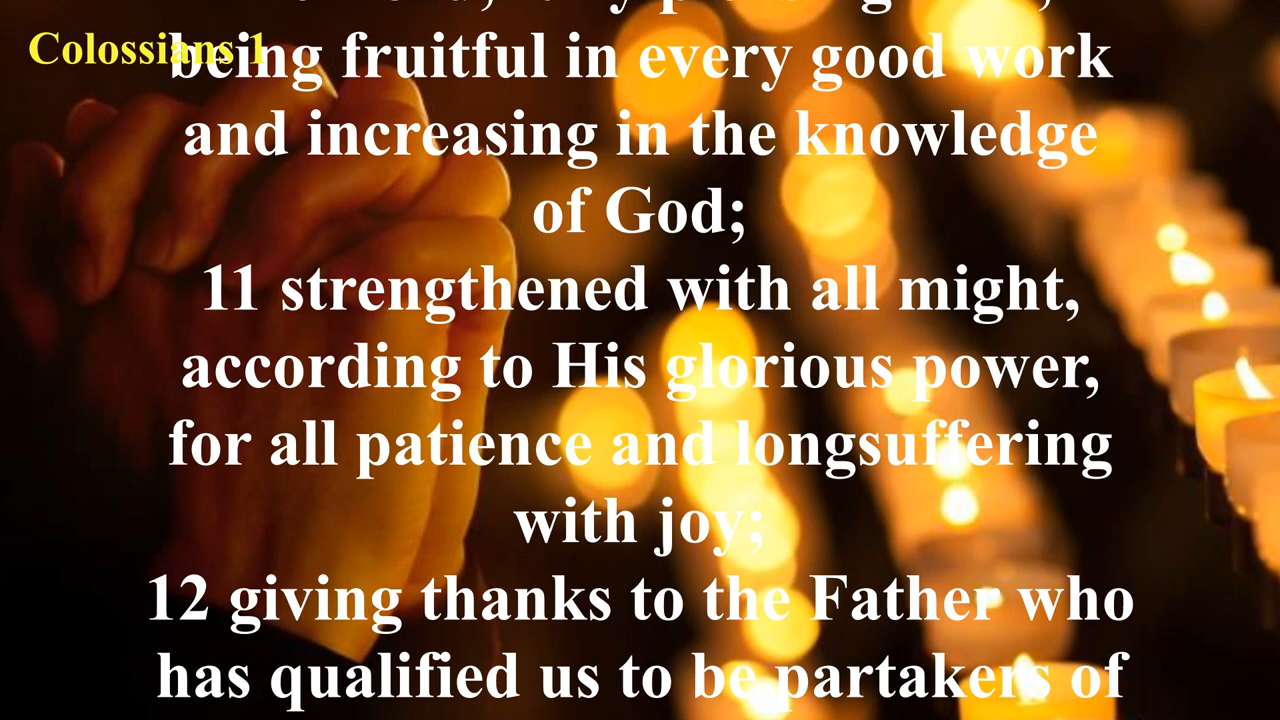 Colossians 1
being fruitful in every good work
and increasing in the knowledge
of God;
11 strengthened with all might,
according to His glorious power,
for all patience and longsuffering
with joy;
12 giving thanks to the Father who
has qualified us to be partakers of